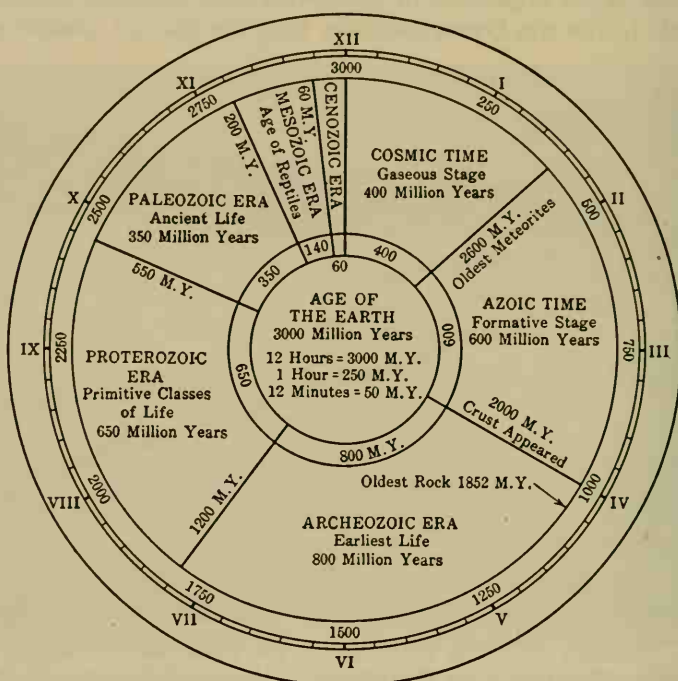 XII
3000
I
250
II
500
III
750
IV
1000
V
1250
VI
1500
VII
1750
VIII
2000
IX
2250
X
2500
XI
2750
COSMIC TIME
Gaseous Stage
400 Million Years
2600 M.Y.
Oldest Meteorites
AZOIC TIME
Formative Stage
600 Million Years
2000 M.Y.
Crust Appeared
Oldest Rock 1852 M.Y.
ARCHEOZOIC ERA
Earliest Life
800 Million Years
1200 M.Y.
PROTEROZOIC
ERA
Primitive Classes
of Life
650 Million Years
550 M.Y.
PALEOZOIC ERA
Ancient Life
350 Million Years
200 M.Y.
MESOZOIC ERA
Age of Reptiles
60 M.Y.
CENOZOIC ERA
400
600
800 M.Y.
650
350
140
60
AGE OF
THE EARTH
3000 Million Years
12 Hours = 3000 M.Y.
1 Hour = 250 M.Y.
12 Minutes = 50 M.Y.